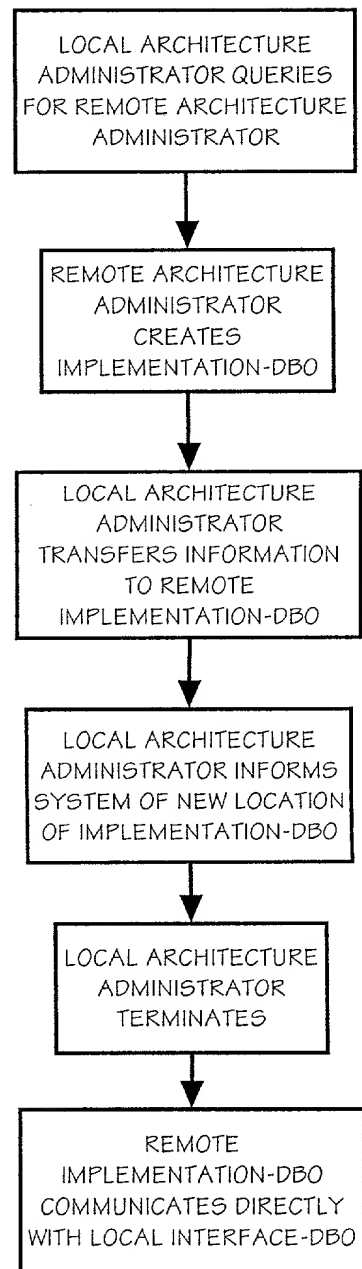 LOCAL ARCHITECTURE
ADMINISTRATOR QUERIES
FOR REMOTE ARCHITECTURE
ADMINISTRATOR
REMOTE ARCHITECTURE
ADMINISTRATOR
CREATES
IMPLEMENTATION-DBO
LOCAL ARCHITECTURE
ADMINISTRATOR
TRANSFERS INFORMATION
TO REMOTE
IMPLEMENTATION-DBO
LOCAL ARCHITECTURE
ADMINISTRATOR INFORMS
SYSTEM OF NEW LOCATION
OF IMPLEMENTATION-DBO
LOCAL ARCHITECTURE
ADMINISTRATOR
TERMINATES
REMOTE
IMPLEMENTATION-DBO
COMMUNICATES DIRECTLY
WITH LOCAL INTERFACE-DBO